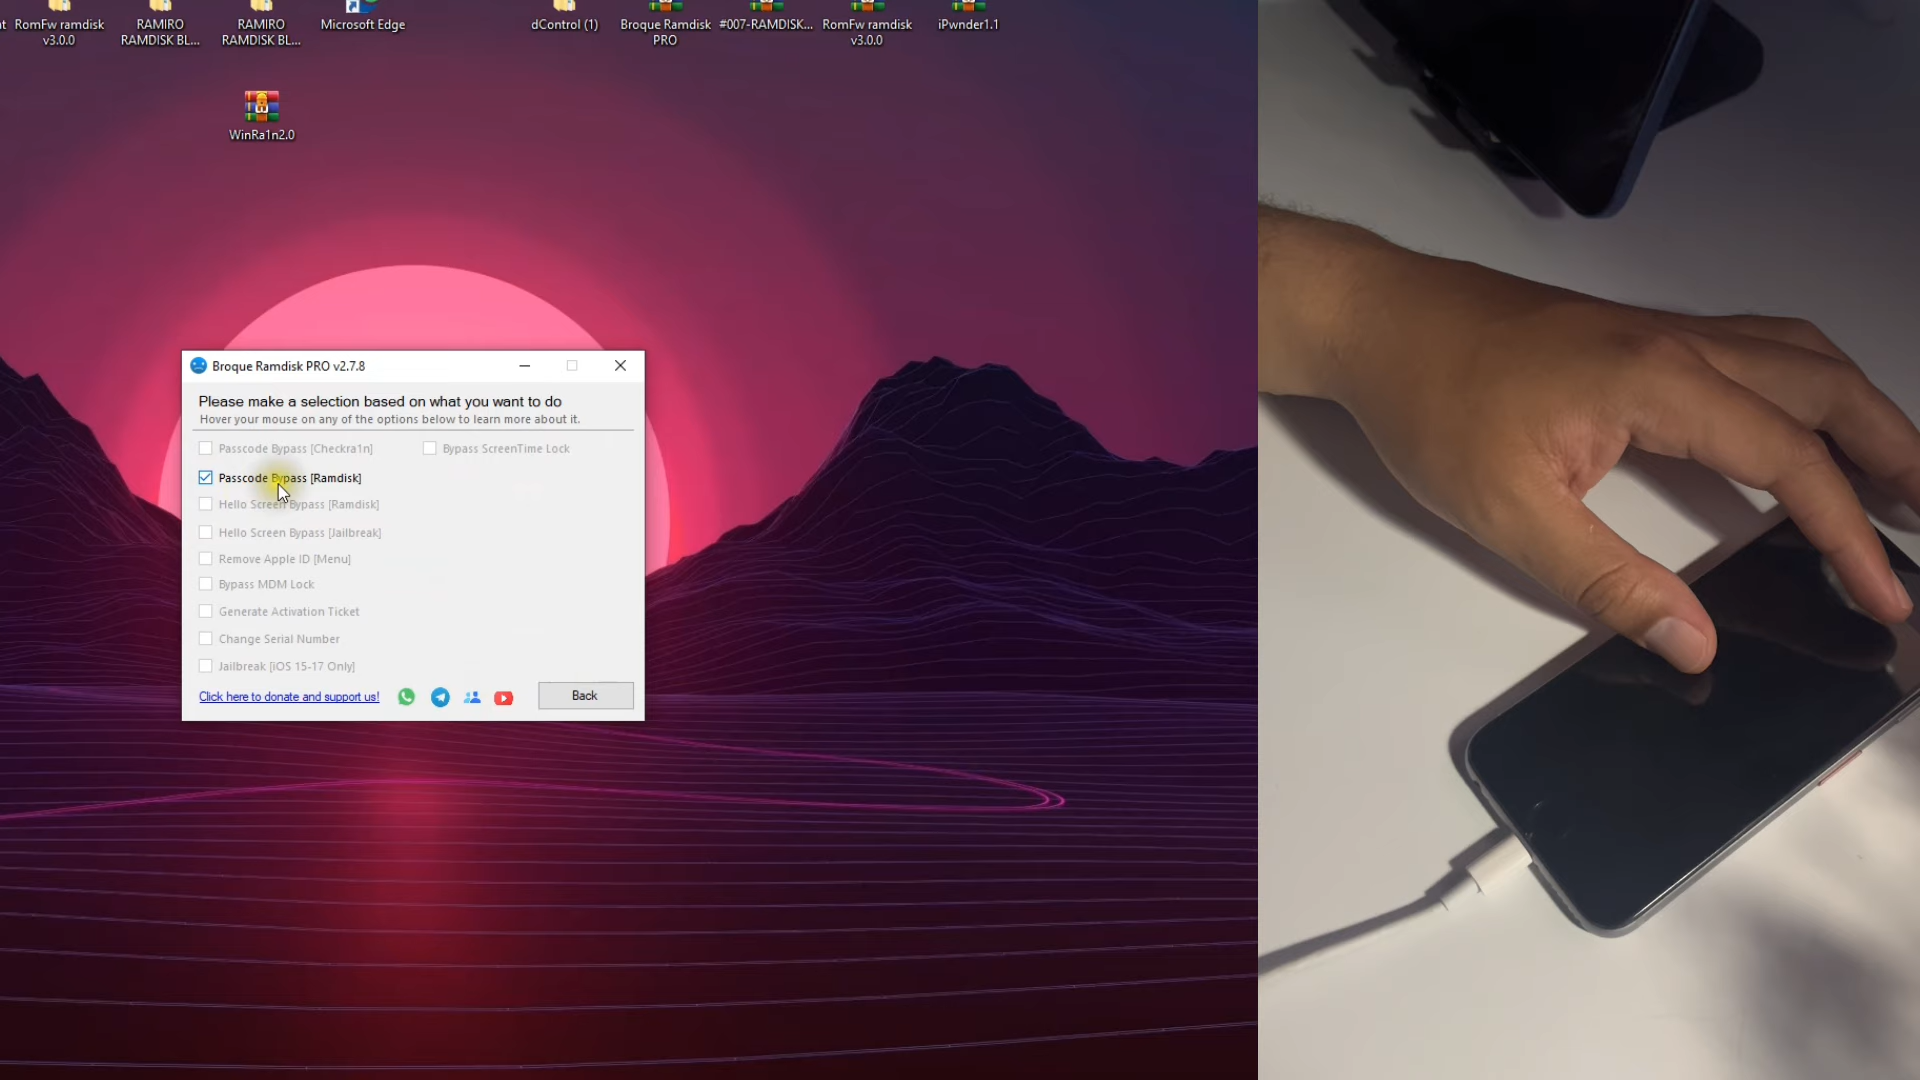 RomFw ramdisk
v3.0.0
RAMIRO
RAMDISK BL...
RAMIRO
RAMDISK BL...
Microsoft Edge
dControl (1)
Broque Ramdisk
PRO
#007-RAMDISK...
RomFw ramdisk
v3.0.0
iPwnder1.1
WinRa1n2.0
Broque Ramdisk PRO v2.7.8
Please make a selection based on what you want to do
Hover your mouse on any of the options below to learn more about it.
Passcode Bypass [Checkra1n]
Bypass ScreenTime Lock
Passcode Bypass [Ramdisk]
Hello Screen Bypass [Ramdisk]
Hello Screen Bypass [Jailbreak]
Remove Apple ID [Menu]
Bypass MDM Lock
Generate Activation Ticket
Change Serial Number
Jailbreak [iOS 15-17 Only]
Click here to donate and support us!
Back